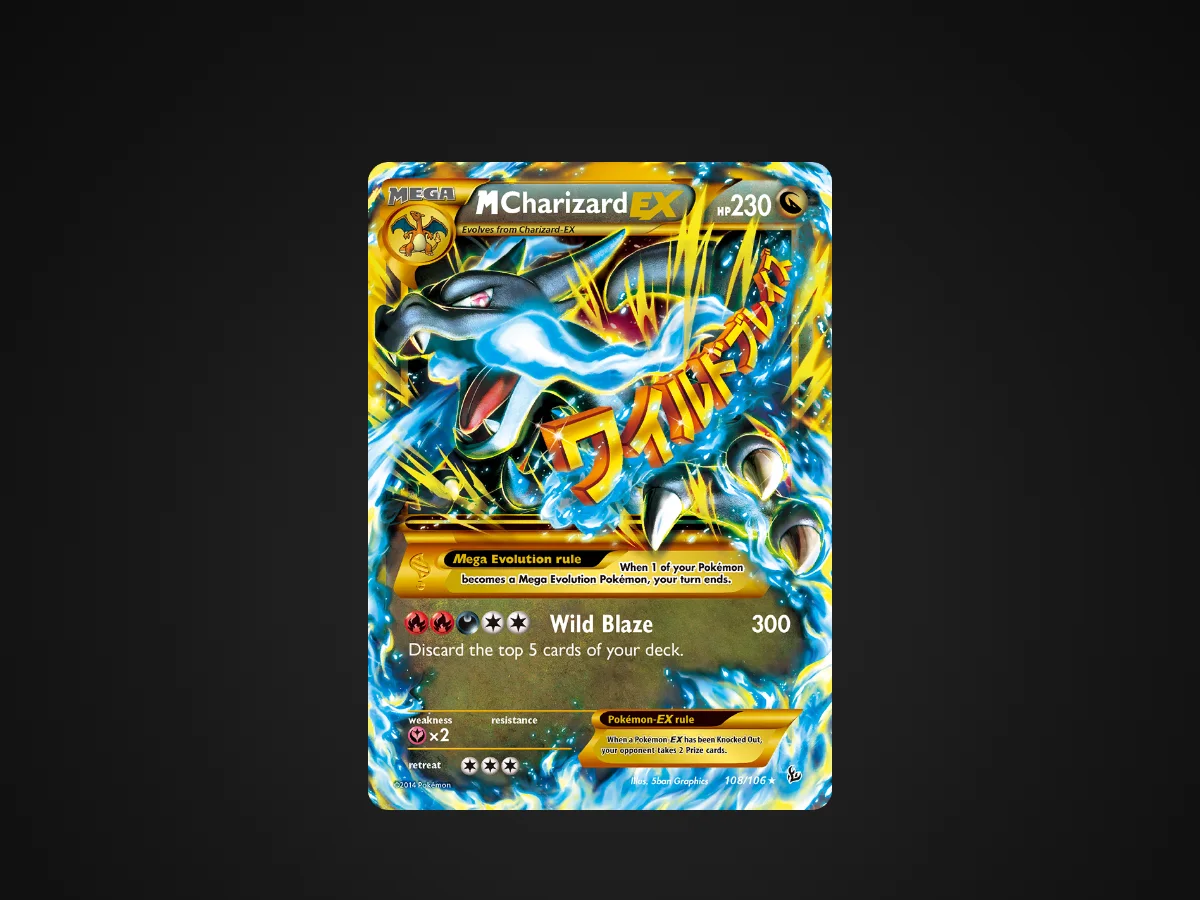 MEGA
MCharizardEX
HP230
Evolves from Charizard-EX
ワイルドブレイズ
Mega Evolution rule
When 1 of your Pokémon
becomes a Mega Evolution Pokémon, your turn ends.
Wild Blaze 300
Discard the top 5 cards of your deck.
weakness resistance
×2
Pokémon-EX rule
When a Pokémon-EX has been Knocked Out,
your opponent takes 2 Prize cards.
retreat
Illus. 5ban Graphics 108/106
©2014 Pokémon